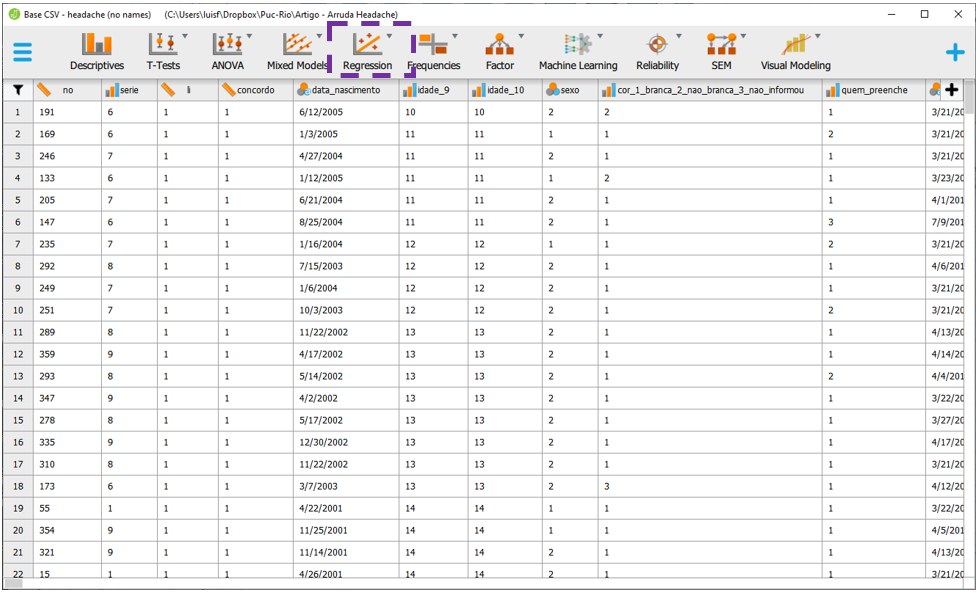 Base CSV - headache (no names) (C:\Users\luisf\Dropbox\Puc-Rio\Artigo - Arruda Headache)
Descriptives T-Tests ANOVA Mixed Models Regression Frequencies Factor Machine Learning Reliability SEM Visual Modeling
no serie i concordo data_nascimento idade_9 idade_10 sexo cor_1_branca_2_nao_branca_3_nao_informou quem_preenche
1 191 6 1 1 6/12/2005 10 10 2 2 1 3/21/20
2 169 6 1 1 1/3/2005 11 11 1 1 2 3/21/20
3 246 7 1 1 4/27/2004 11 11 2 1 1 3/21/20
4 133 6 1 1 1/12/2005 11 11 1 2 1 3/23/20
5 205 7 1 1 6/21/2004 11 11 2 1 1 4/1/201
6 147 6 1 1 8/25/2004 11 11 2 1 3 7/9/201
7 235 7 1 1 1/16/2004 12 12 1 1 2 3/21/20
8 292 8 1 1 7/15/2003 12 12 2 1 1 4/6/201
9 249 7 1 1 1/6/2004 12 12 2 1 1 3/21/20
10 251 7 1 1 10/3/2003 12 12 2 1 2 3/21/20
11 289 8 1 1 11/22/2002 13 13 2 1 1 4/13/20
12 359 9 1 1 4/17/2002 13 13 2 1 1 4/14/20
13 293 8 1 1 5/14/2002 13 13 2 1 2 4/4/201
14 347 9 1 1 4/2/2002 13 13 2 1 1 3/22/20
15 278 8 1 1 5/17/2002 13 13 2 1 1 3/27/20
16 335 9 1 1 12/30/2002 13 13 2 1 1 4/17/20
17 310 8 1 1 11/22/2002 13 13 2 1 1 3/21/20
18 173 6 1 1 3/7/2003 13 13 2 3 1 4/12/20
19 55 1 1 1 4/22/2001 14 14 1 1 1 3/22/20
20 354 9 1 1 11/25/2001 14 14 1 1 1 4/5/201
21 321 9 1 1 11/14/2001 14 14 2 1 1 4/13/20
22 15 1 1 1 4/26/2001 14 14 2 1 1 3/21/20